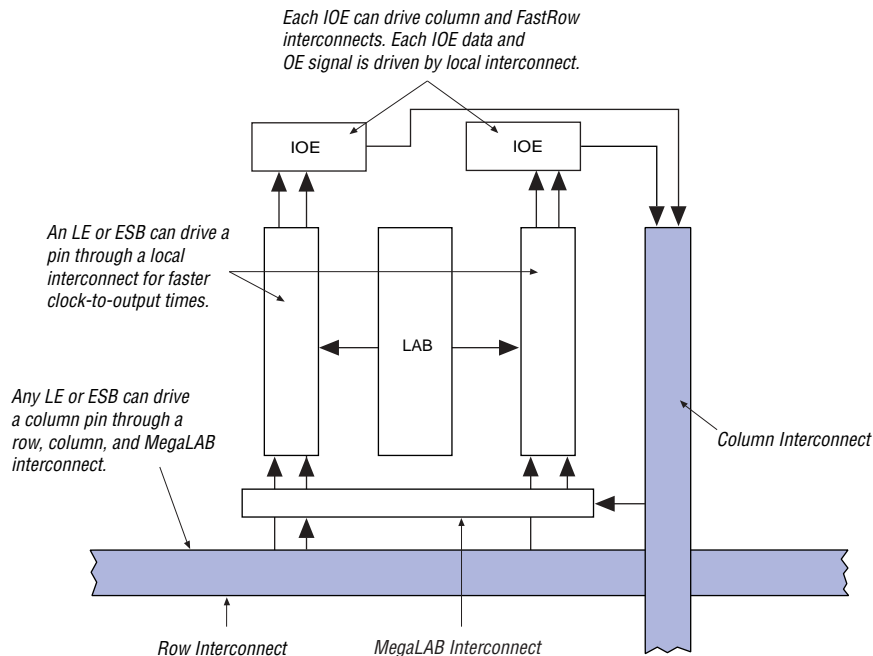 Each IOE can drive column and FastRow
interconnects. Each IOE data and
OE signal is driven by local interconnect.
IOE
IOE
An LE or ESB can drive a
pin through a local
interconnect for faster
clock-to-output times.
LAB
Any LE or ESB can drive
a column pin through a
row, column, and MegaLAB
interconnect.
Column Interconnect
Row Interconnect
MegaLAB Interconnect